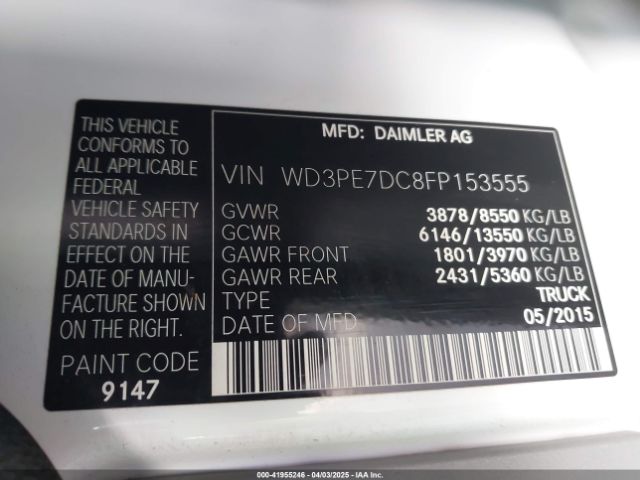 THIS VEHICLE
CONFORMS TO
ALL APPLICABLE
FEDERAL
VEHICLE SAFETY
STANDARDS IN
EFFECT ON THE
DATE OF MANU-
FACTURE SHOWN
ON THE RIGHT.
PAINT CODE
9147
MFD: DAIMLER AG
VIN WD3PE7DC8FP153555
GVWR 3878/8550 KG/LB
GCWR 6146/13550 KG/LB
GAWR FRONT 1801/3970 KG/LB
GAWR REAR 2431/5360 KG/LB
TYPE TRUCK
DATE OF MFD 05/2015
000-41955246 - 04/03/2025 - IAA Inc.